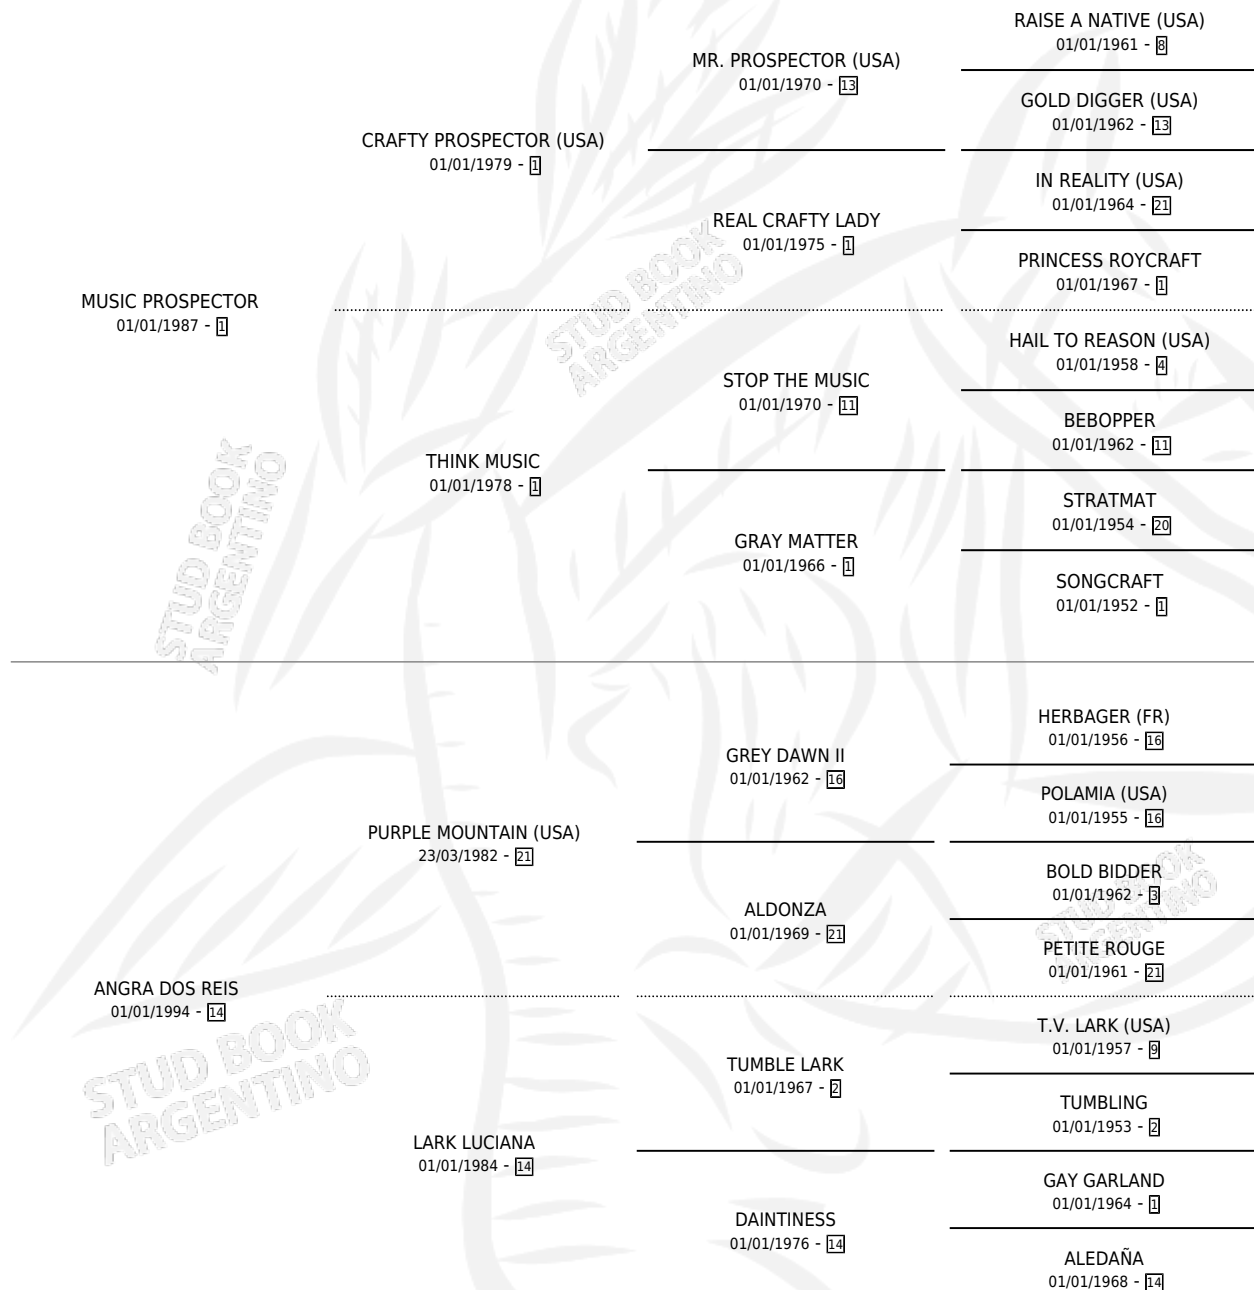 RAISE A NATIVE (USA)
01/01/1961 - 8
MR. PROSPECTOR (USA)
01/01/1970 - 13
GOLD DIGGER (USA)
01/01/1962 - 13
CRAFTY PROSPECTOR (USA)
01/01/1979 - 1
IN REALITY (USA)
01/01/1964 - 21
REAL CRAFTY LADY
01/01/1975 - 1
PRINCESS ROYCRAFT
01/01/1967 - 1
MUSIC PROSPECTOR
01/01/1987 - 1
STUD BOOK
ARGENTINO
HAIL TO REASON (USA)
01/01/1958 - 4
STOP THE MUSIC
01/01/1970 - 11
BEBOPPER
01/01/1962 - 11
THINK MUSIC
01/01/1978 - 1
STRATMAT
01/01/1954 - 20
GRAY MATTER
01/01/1966 - 1
SONGCRAFT
01/01/1952 - 1
STUD BOOK
ARGENTINO
HERBAGER (FR)
01/01/1956 - 16
GREY DAWN II
01/01/1962 - 16
POLAMIA (USA)
01/01/1955 - 16
PURPLE MOUNTAIN (USA)
23/03/1982 - 21
BOLD BIDDER
01/01/1962 - 3
ALDONZA
01/01/1969 - 21
PETITE ROUGE
01/01/1961 - 21
STUD BOOK
ARGENTINO
ANGRA DOS REIS
01/01/1994 - 14
T.V. LARK (USA)
01/01/1957 - 9
TUMBLE LARK
01/01/1967 - 2
TUMBLING
01/01/1953 - 2
STUD BOOK
ARGENTINO
LARK LUCIANA
01/01/1984 - 14
GAY GARLAND
01/01/1964 - 1
DAINTINESS
01/01/1976 - 14
ALEDAÑA
01/01/1968 - 14